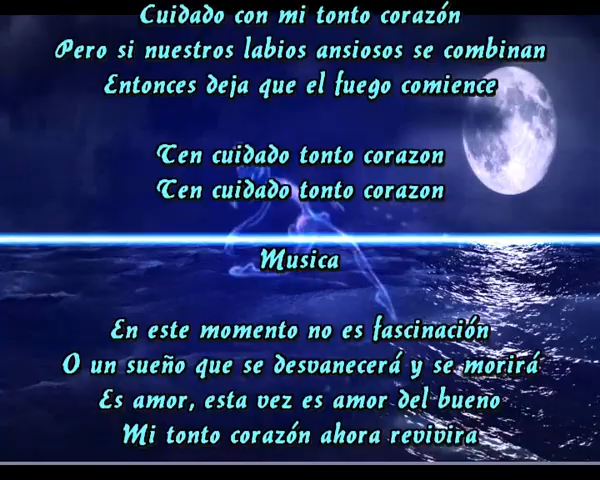 Cuidado con mi tonto corazón
Pero si nuestros labios ansiosos se combinan
Entonces deja que el fuego comience
Ten cuidado tonto corazon
Ten cuidado tonto corazon
Musica
En este momento no es fascinación
O un sueño que se desvanecerá y se morirá
Es amor, esta vez es amor del bueno
Mi tonto corazón ahora revivira